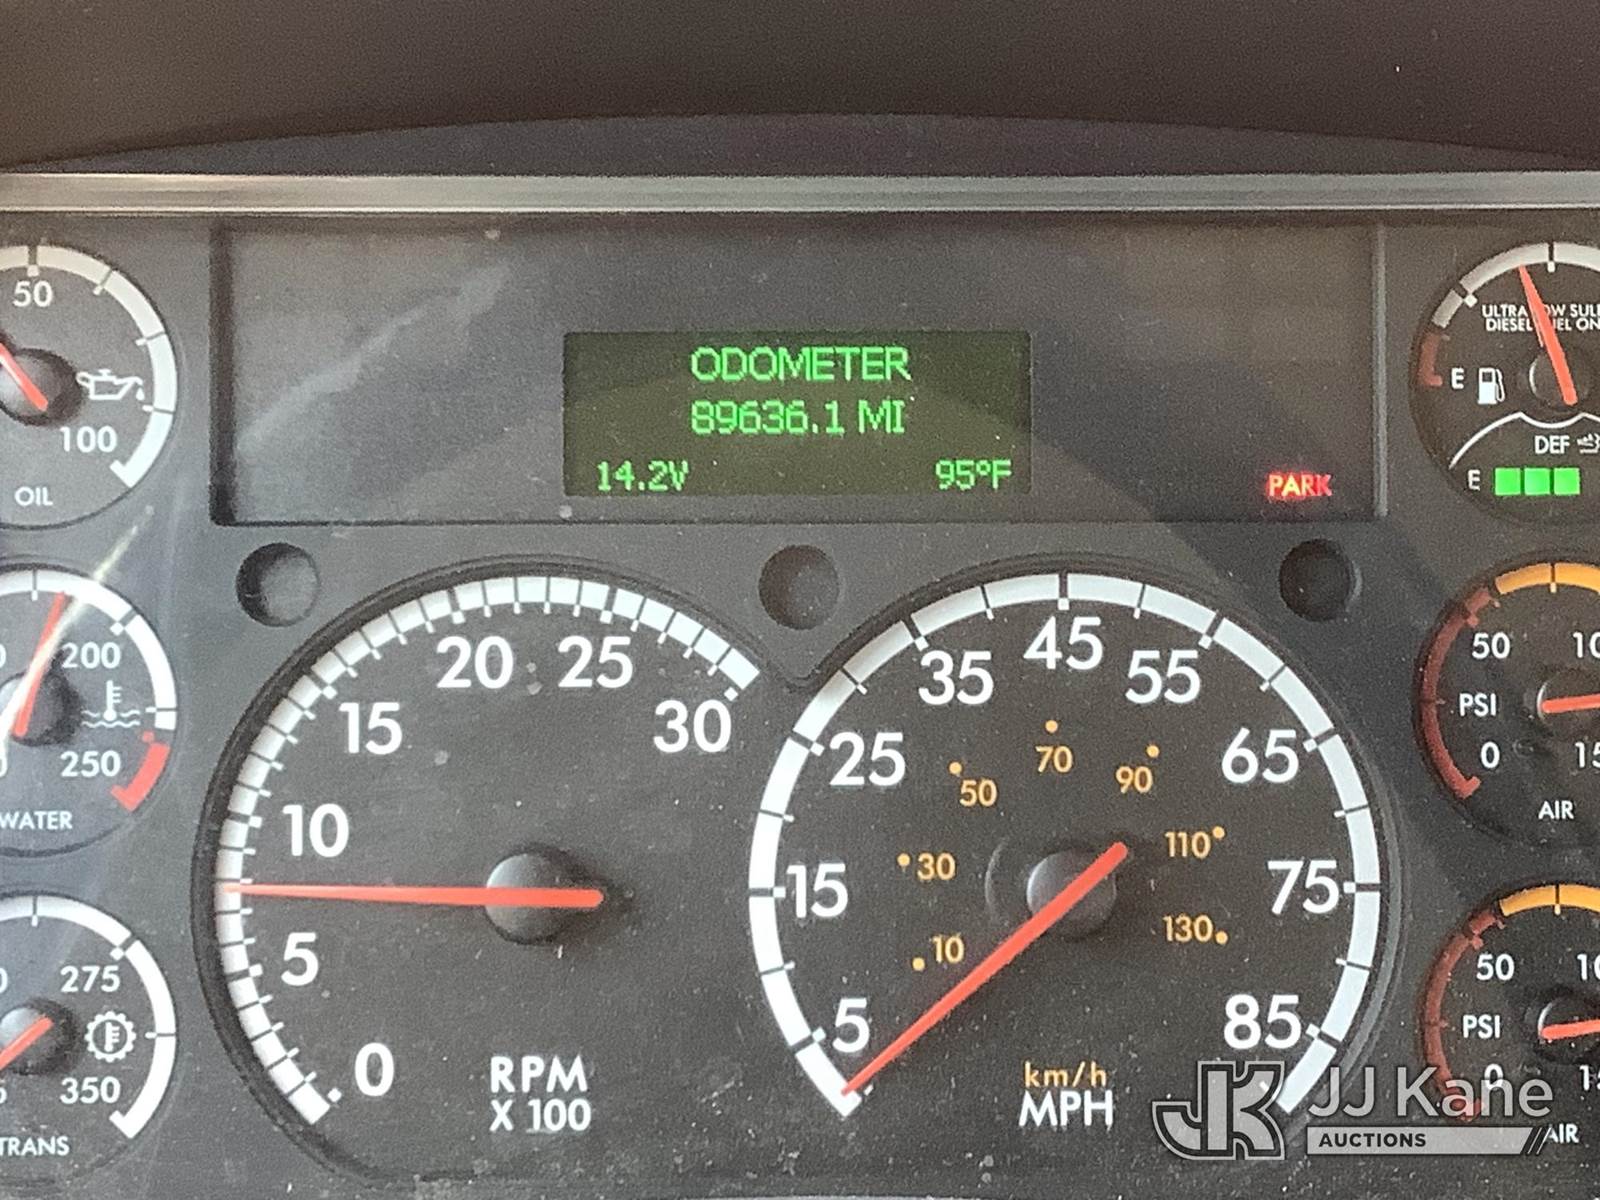 50
100
OIL
ODOMETER
89636.1 MI
14.2V
95°F
PARK
E
DEF
E
200
250
WATER
275
350
TRANS
0
5
10
15
20
25
30
RPM
X 100
5
15
25
35
45
55
65
75
85
10
30
50
70
90
110
130
km/h
MPH
50
PSI
0
AIR
50
PSI
0
AIR
JJ Kane
AUCTIONS